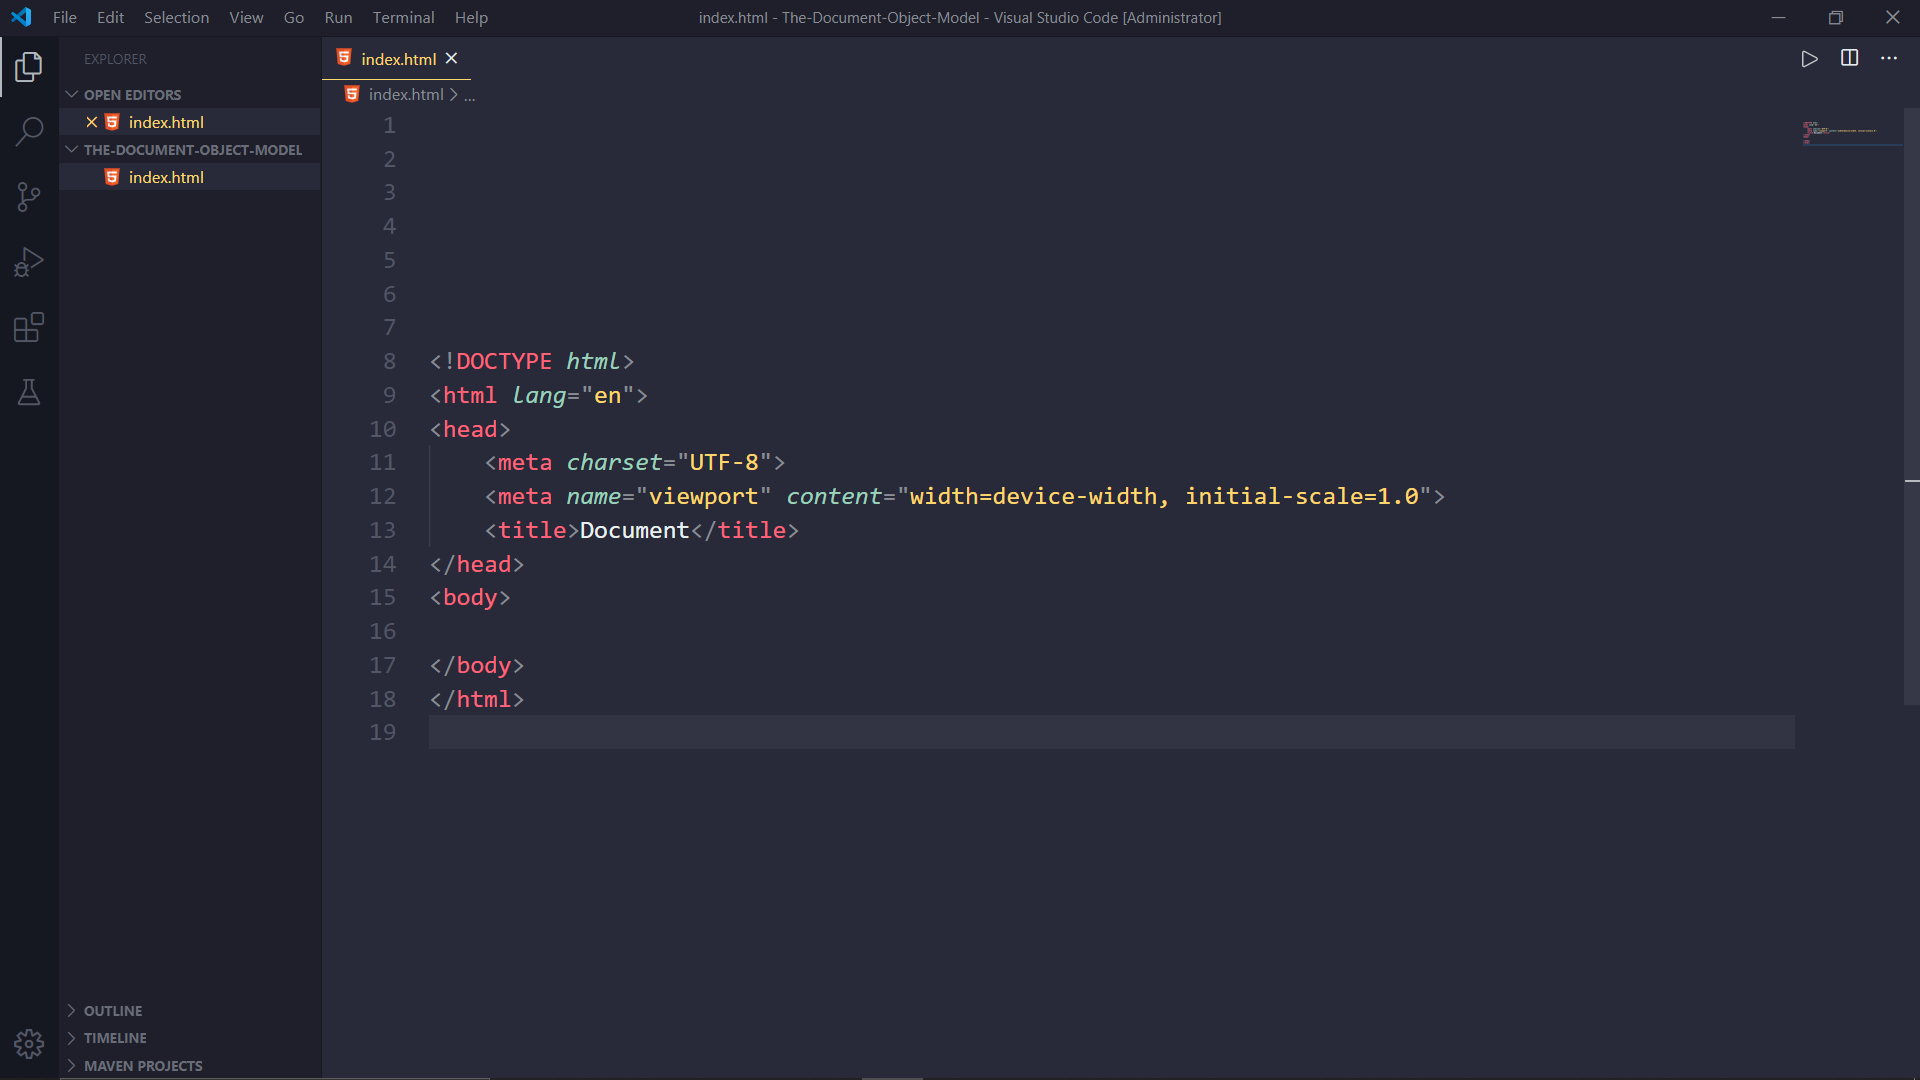 File Edit Selection View Go Run Terminal Help
index.html - The-Document-Object-Model - Visual Studio Code [Administrator]
EXPLORER
OPEN EDITORS
index.html
THE-DOCUMENT-OBJECT-MODEL
index.html
OUTLINE
TIMELINE
MAVEN PROJECTS
index.html
index.html > ...
1
2
3
4
5
6
7
8 <!DOCTYPE html>
9 <html lang="en">
10 <head>
11     <meta charset="UTF-8">
12     <meta name="viewport" content="width=device-width, initial-scale=1.0">
13     <title>Document</title>
14 </head>
15 <body>
16
17 </body>
18 </html>
19